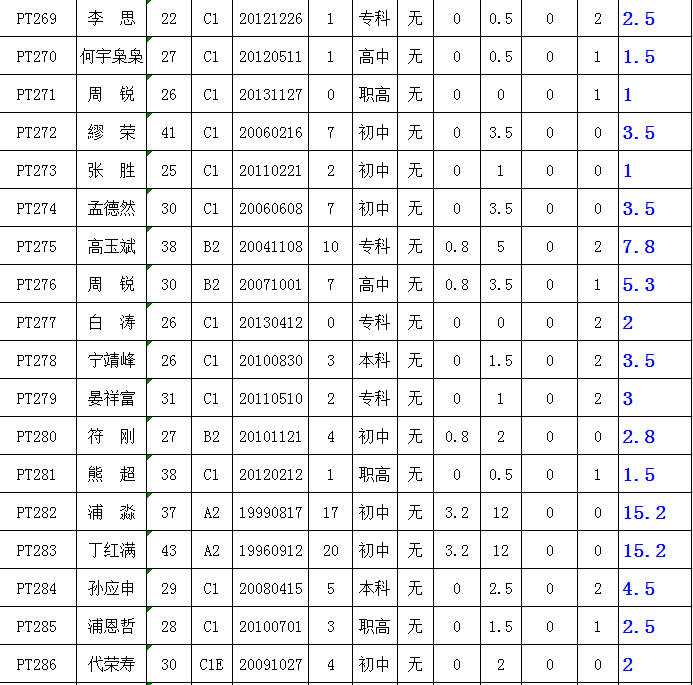 PT269 李 思 22 C1 20121226 1 专科 无 0 0.5 0 2 2.5
PT270 何宇枭枭 27 C1 20120511 1 高中 无 0 0.5 0 1 1.5
PT271 周 锐 26 C1 20131127 0 职高 无 0 0 0 1 1
PT272 繆 荣 41 C1 20060216 7 初中 无 0 3.5 0 0 3.5
PT273 张 胜 25 C1 20110221 2 初中 无 0 1 0 0 1
PT274 孟德然 30 C1 20060608 7 初中 无 0 3.5 0 0 3.5
PT275 高玉斌 38 B2 20041108 10 专科 无 0.8 5 0 2 7.8
PT276 周 锐 30 B2 20071001 7 高中 无 0.8 3.5 0 1 5.3
PT277 白 涛 26 C1 20130412 0 专科 无 0 0 0 2 2
PT278 宁靖峰 26 C1 20100830 3 本科 无 0 1.5 0 2 3.5
PT279 晏祥富 31 C1 20110510 2 专科 无 0 1 0 2 3
PT280 符 刚 27 B2 20101121 4 初中 无 0.8 2 0 0 2.8
PT281 熊 超 38 C1 20120212 1 职高 无 0 0.5 0 1 1.5
PT282 浦 淼 37 A2 19990817 17 初中 无 3.2 12 0 0 15.2
PT283 丁红满 43 A2 19960912 20 初中 无 3.2 12 0 0 15.2
PT284 孙应申 29 C1 20080415 5 本科 无 0 2.5 0 2 4.5
PT285 浦恩哲 28 C1 20100701 3 职高 无 0 1.5 0 1 2.5
PT286 代荣寿 30 C1E 20091027 4 初中 无 0 2 0 0 2